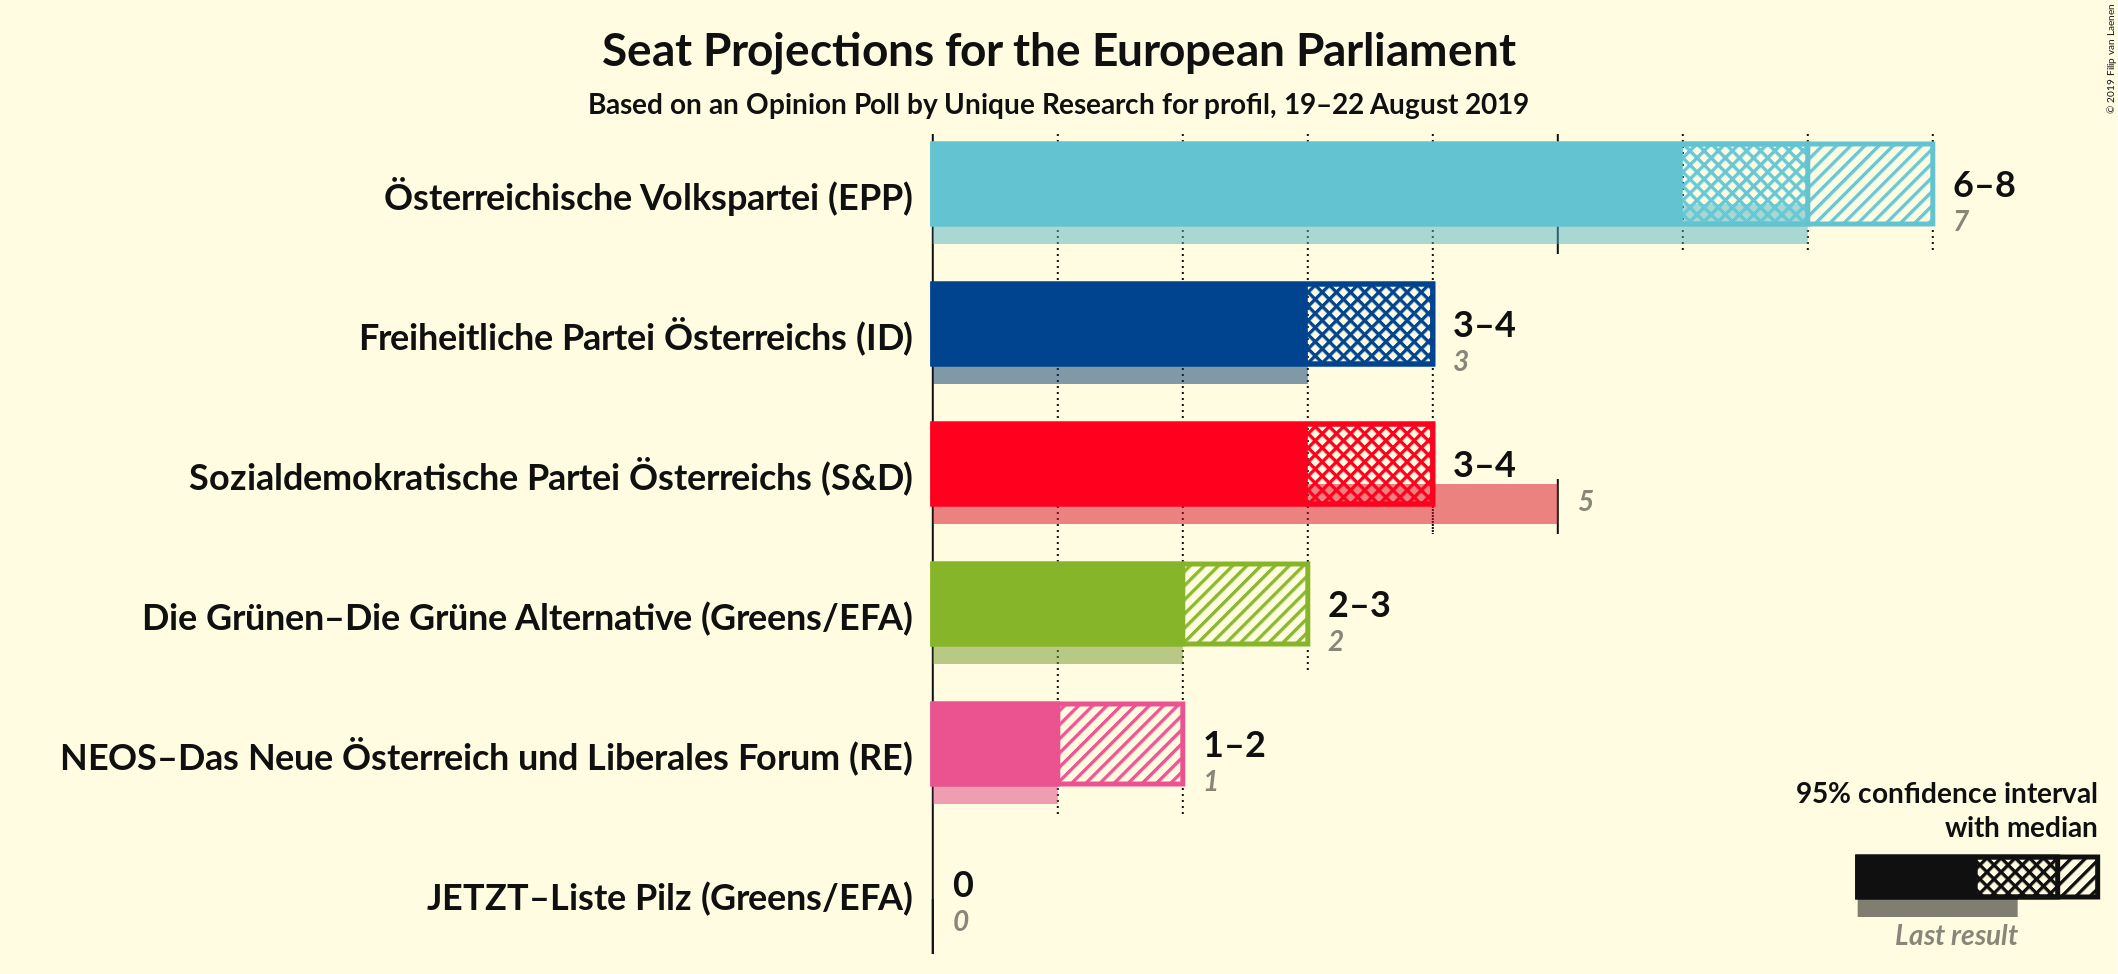 Seat Projections for the European Parliament
Based on an Opinion Poll by Unique Research for profil, 19–22 August 2019
© 2019 Filip van Laenen
Österreichische Volkspartei (EPP)
6–8
7
Freiheitliche Partei Österreichs (ID)
3–4
3
Sozialdemokratische Partei Österreichs (S&D)
3–4
5
Die Grünen–Die Grüne Alternative (Greens/EFA)
2–3
2
NEOS–Das Neue Österreich und Liberales Forum (RE)
1–2
1
JETZT–Liste Pilz (Greens/EFA)
0
0
95% confidence interval
with median
Last result